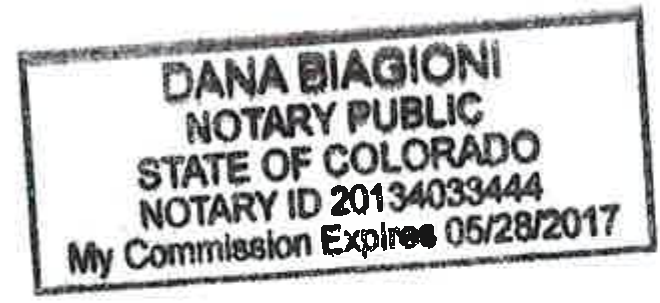 DANA BIAGIONI
NOTARY PUBLIC
STATE OF COLORADO
NOTARY ID 20134033444
My Commission Expires 05/28/2017